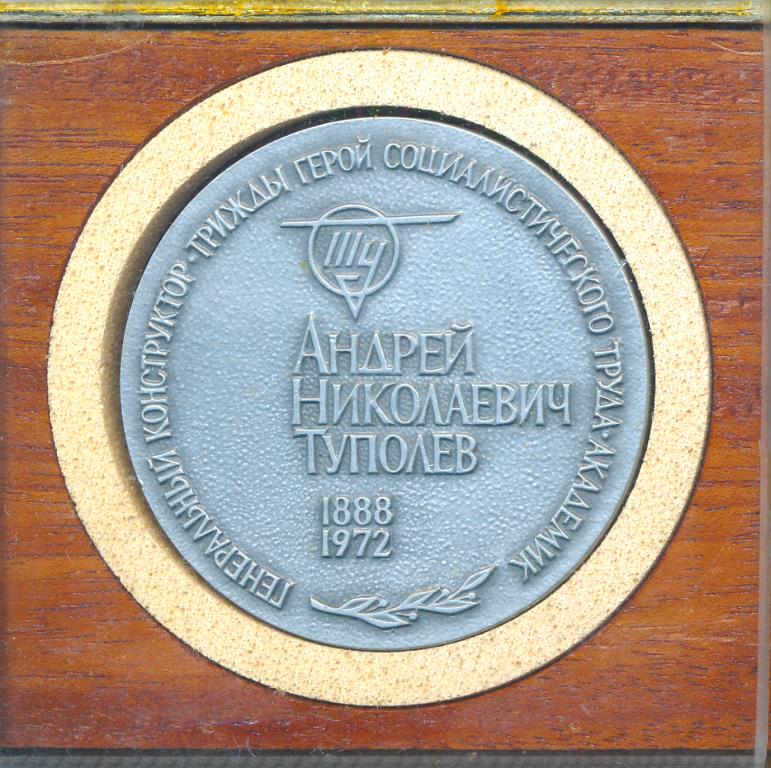 ГЕНЕРАЛЬНЫЙ КОНСТРУКТОР · ТРИЖДЫ ГЕРОЙ СОЦИАЛИСТИЧЕСКОГО ТРУДА · АКАДЕМИК
ТУ
АНДРЕЙ
НИКОЛАЕВИЧ
ТУПОЛЕВ
1888
1972